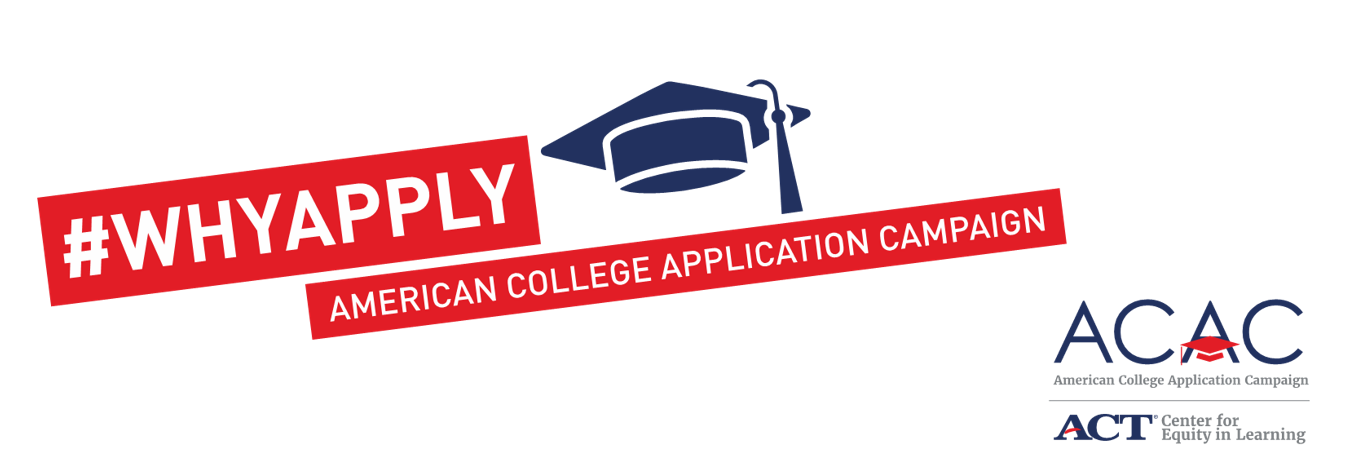 #WHYAPPLY
AMERICAN COLLEGE APPLICATION CAMPAIGN
ACAC
American College Application Campaign
ACT® Center for
Equity in Learning